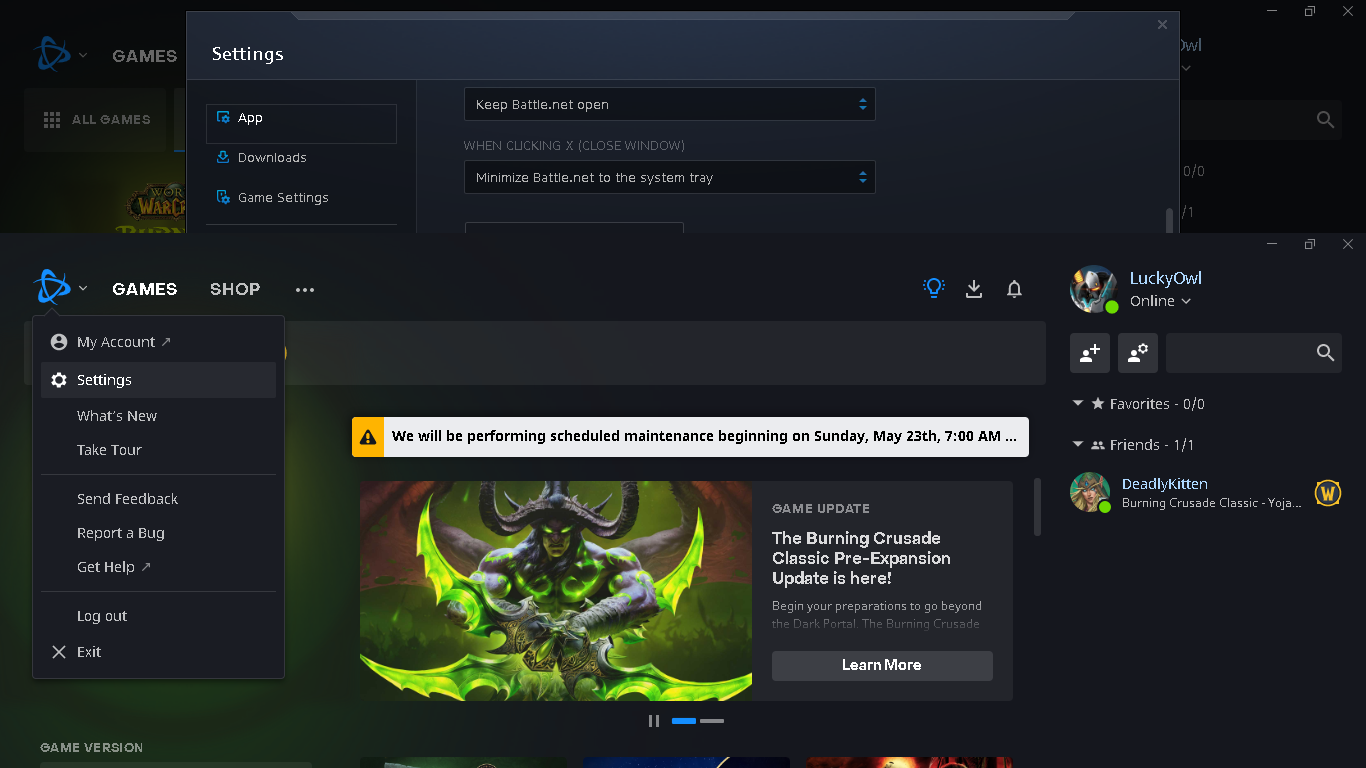 GAMES
Settings
Owl
ALL GAMES
App
Downloads
Game Settings
Keep Battle.net open
WHEN CLICKING X (CLOSE WINDOW)
Minimize Battle.net to the system tray
0/0
/1
GAMES
SHOP
LuckyOwl
Online
My Account
Settings
What's New
Take Tour
Send Feedback
Report a Bug
Get Help
Log out
Exit
We will be performing scheduled maintenance beginning on Sunday, May 23th, 7:00 AM ...
GAME UPDATE
The Burning Crusade
Classic Pre-Expansion
Update is here!
Begin your preparations to go beyond
the Dark Portal. The Burning Crusade
Learn More
Favorites - 0/0
Friends - 1/1
DeadlyKitten
Burning Crusade Classic - Yoja...
W
GAME VERSION